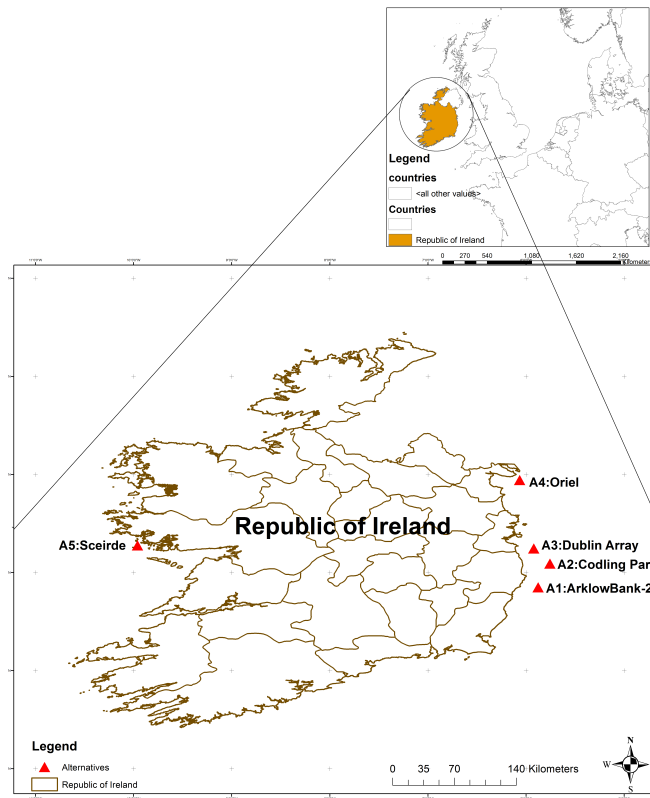 Legend
countries
<all other values>
Countries
Republic of Ireland
0 270 540 1,080 1,620 2,160
Kilometer
A4:Oriel
Republic of Ireland
A5:Sceirde
A3:Dublin Array
A2:Codling Par
A1:ArklowBank-2
Legend
Alternatives
Republic of Ireland
0 35 70 140 Kilometers
N
W E
S